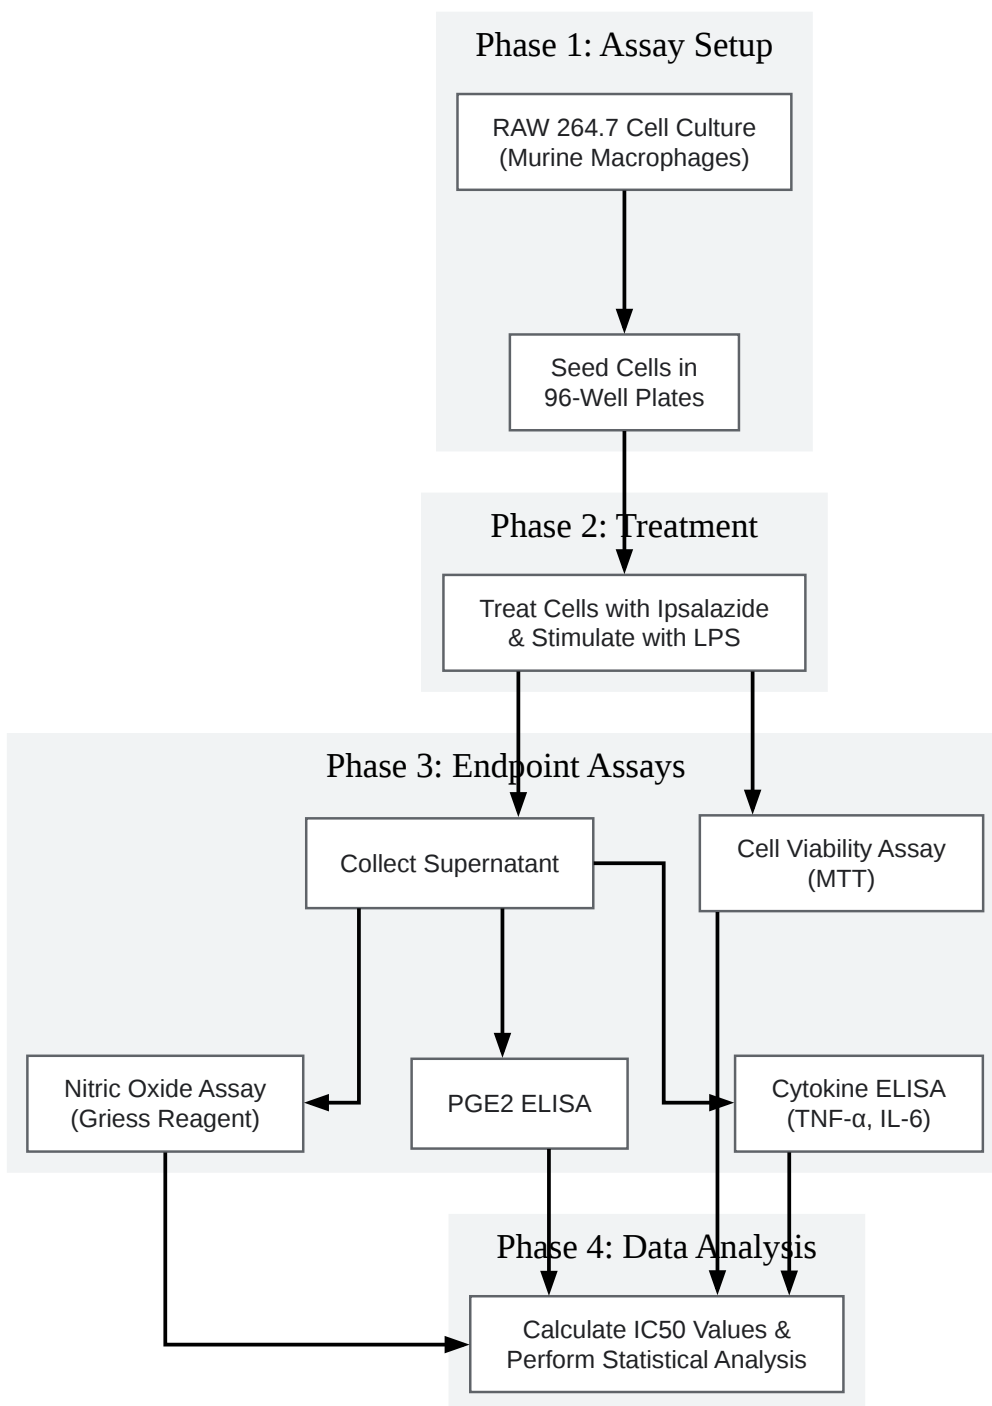 Phase 1: Assay Setup
RAW 264.7 Cell Culture
(Murine Macrophages)
Seed Cells in
96-Well Plates
Phase 2: Treatment
Treat Cells with Ipsalazide
& Stimulate with LPS
Phase 3: Endpoint Assays
Collect Supernatant
Cell Viability Assay
(MTT)
Nitric Oxide Assay
(Griess Reagent)
PGE2 ELISA
Cytokine ELISA
(TNF-α, IL-6)
Phase 4: Data Analysis
Calculate IC50 Values &
Perform Statistical Analysis